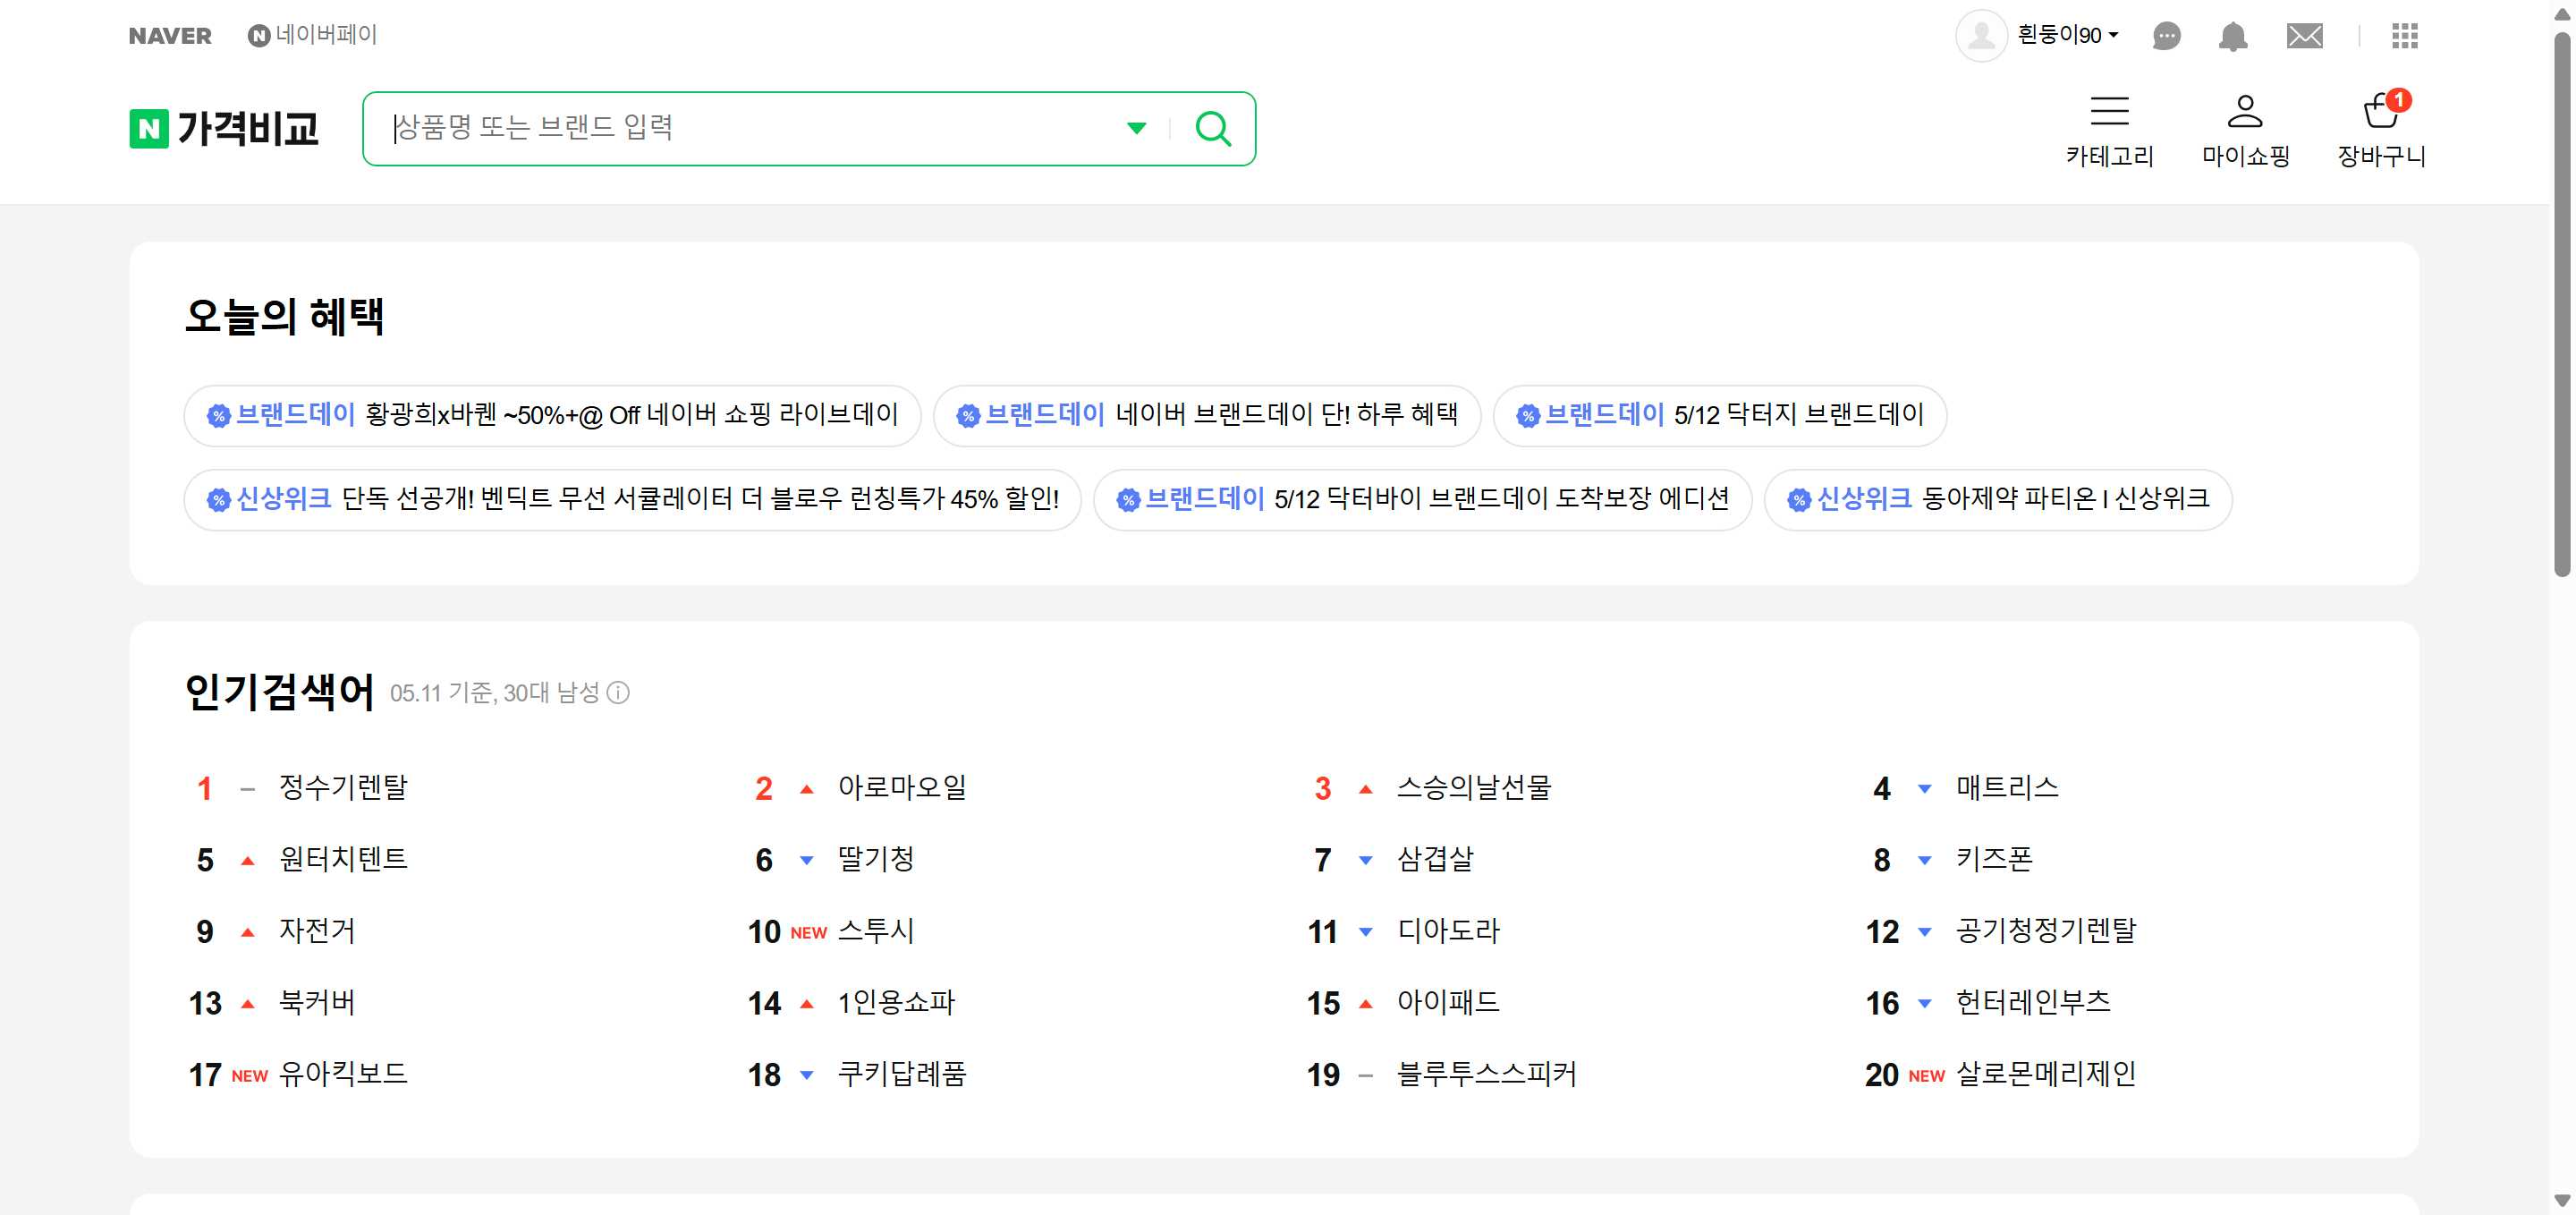 NAVER 네이버페이 흰둥이90
가격비교 상품명 또는 브랜드 입력 1
카테고리 마이쇼핑 장바구니
오늘의 혜택
브랜드데이 황광희x바퀜 ~50%+@ Off 네이버 쇼핑 라이브데이 브랜드데이 네이버 브랜드데이 단! 하루 혜택 브랜드데이 5/12 닥터지 브랜드데이
신상위크 단독 선공개! 벤딕트 무선 서큘레이터 더 블로우 런칭특가 45% 할인! 브랜드데이 5/12 닥터바이 브랜드데이 도착보장 에디션 신상위크 동아제약 파티온 l 신상위크
인기검색어 05.11 기준, 30대 남성
1 – 정수기렌탈 2 아로마오일 3 스승의날선물 4 매트리스
5 원터치텐트 6 딸기청 7 삼겹살 8 키즈폰
9 자전거 10 NEW 스투시 11 디아도라 12 공기청정기렌탈
13 북커버 14 1인용쇼파 15 아이패드 16 헌터레인부츠
17 NEW 유아킥보드 18 쿠키답례품 19 – 블루투스스피커 20 NEW 살로몬메리제인